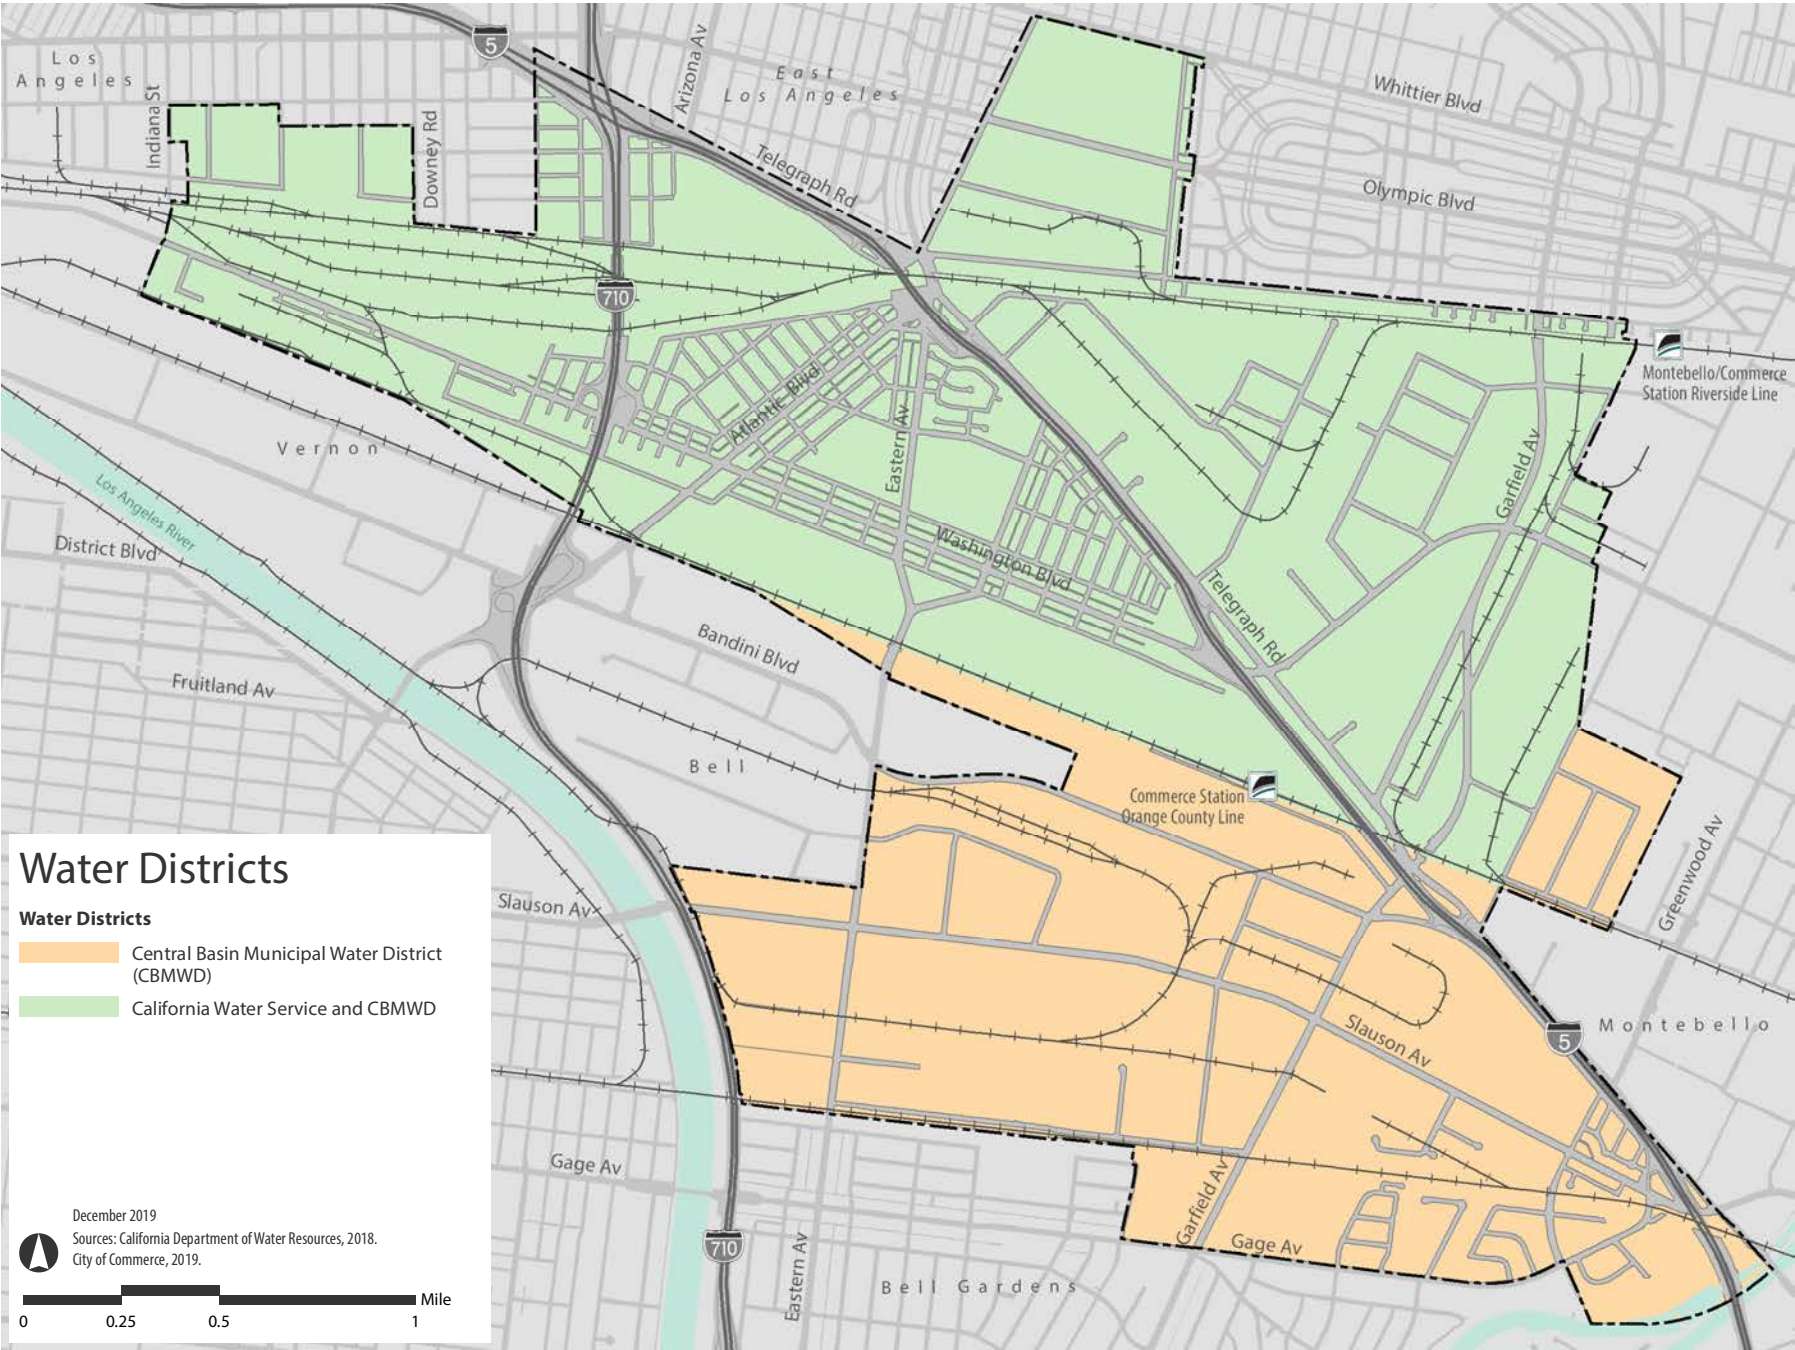 Los
Angeles
Indiana St
Downey Rd
5
Arizona Av
East
Los Angeles
Telegraph Rd
Whittier Blvd
Olympic Blvd
710
Montebello/Commerce
Station Riverside Line
Atlantic Blvd
Eastern Av
Garfield Av
Vernon
Los Angeles River
District Blvd
Washington Blvd
Telegraph Rd
Bandini Blvd
Fruitland Av
Bell
Commerce Station
Orange County Line
Greenwood Av
Slauson Av
Montebello
5
Slauson Av
Gage Av
Garfield Av
Gage Av
710
Eastern Av
Bell Gardens
Water Districts
Water Districts
Central Basin Municipal Water District
(CBMWD)
California Water Service and CBMWD
December 2019
Sources: California Department of Water Resources, 2018.
City of Commerce, 2019.
Mile
0 0.25 0.5 1